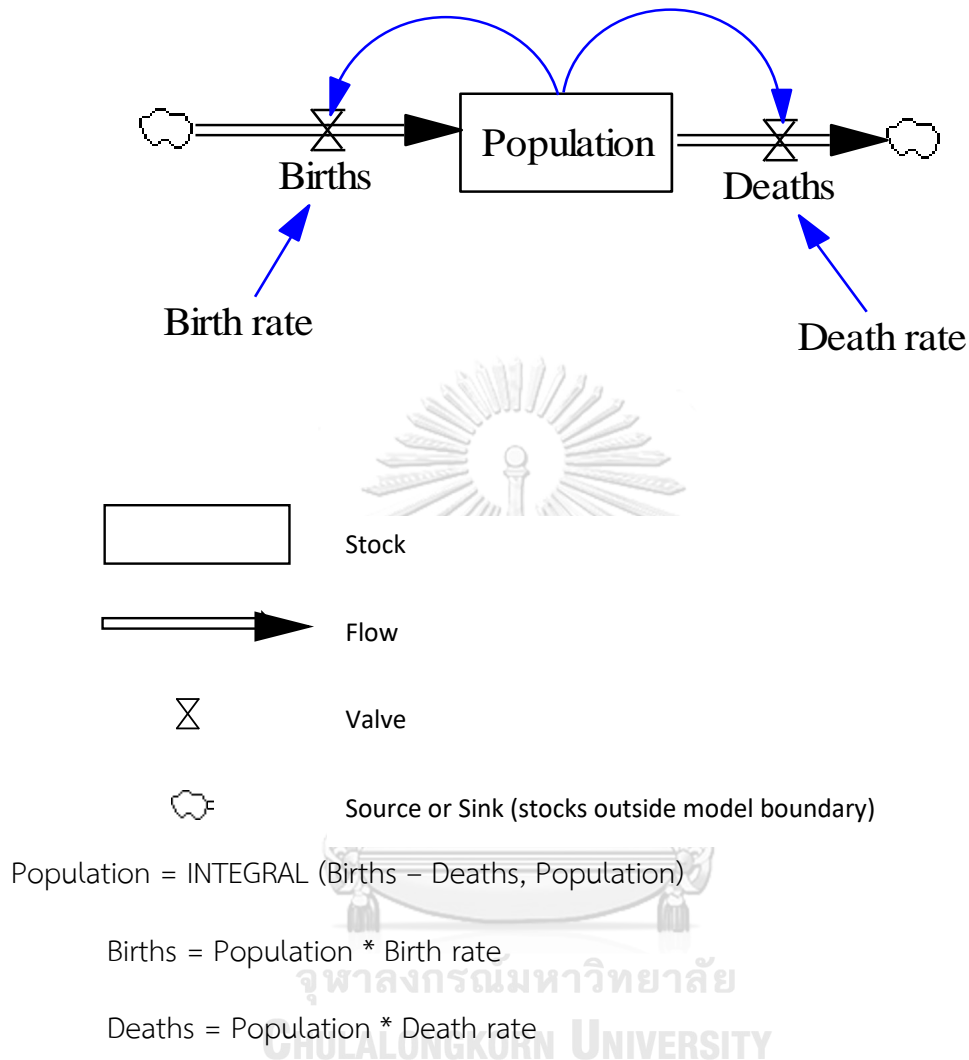 Population
Births
Deaths
Birth rate
Death rate
Stock
Flow
Valve
Source or Sink (stocks outside model boundary)
Population = INTEGRAL (Births – Deaths, Population)
Births = Population * Birth rate
จุฬาลงกรณ์มหาวิทยาลัย
Deaths = Population * Death rate
CHULALONGKORN UNIVERSITY